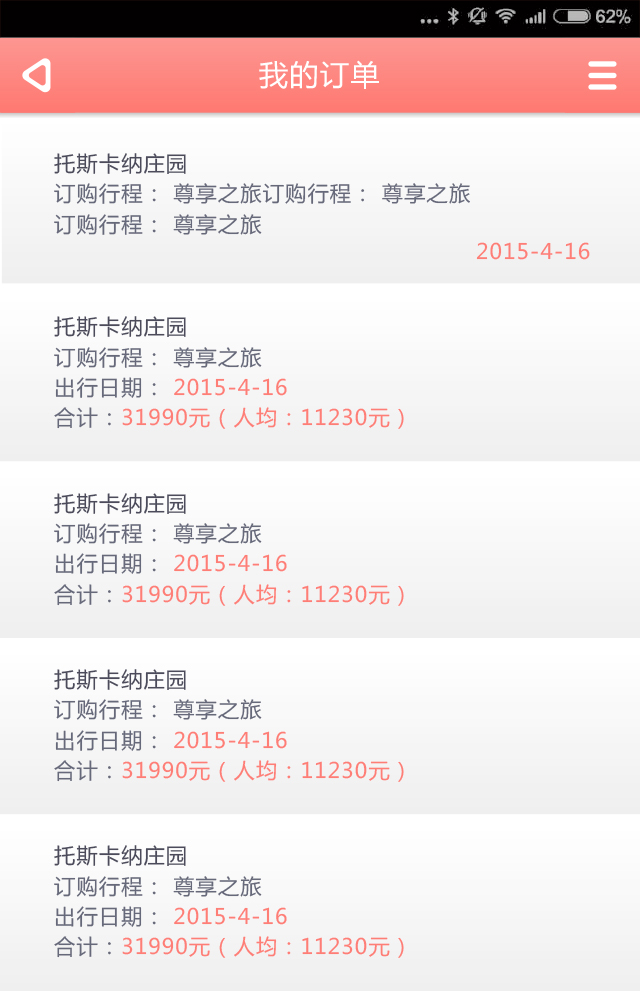 62%
我的订单
托斯卡纳庄园
订购行程： 尊享之旅订购行程： 尊享之旅
订购行程： 尊享之旅
2015-4-16
托斯卡纳庄园
订购行程： 尊享之旅
出行日期： 2015-4-16
合计：31990元（人均：11230元）
托斯卡纳庄园
订购行程： 尊享之旅
出行日期： 2015-4-16
合计：31990元（人均：11230元）
托斯卡纳庄园
订购行程： 尊享之旅
出行日期： 2015-4-16
合计：31990元（人均：11230元）
托斯卡纳庄园
订购行程： 尊享之旅
出行日期： 2015-4-16
合计：31990元（人均：11230元）